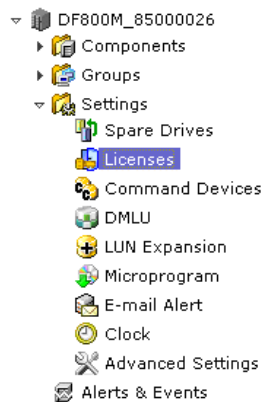 DF800M_85000026
Components
Groups
Settings
Spare Drives
Licenses
Command Devices
DMLU
LUN Expansion
Microprogram
E-mail Alert
Clock
Advanced Settings
Alerts & Events